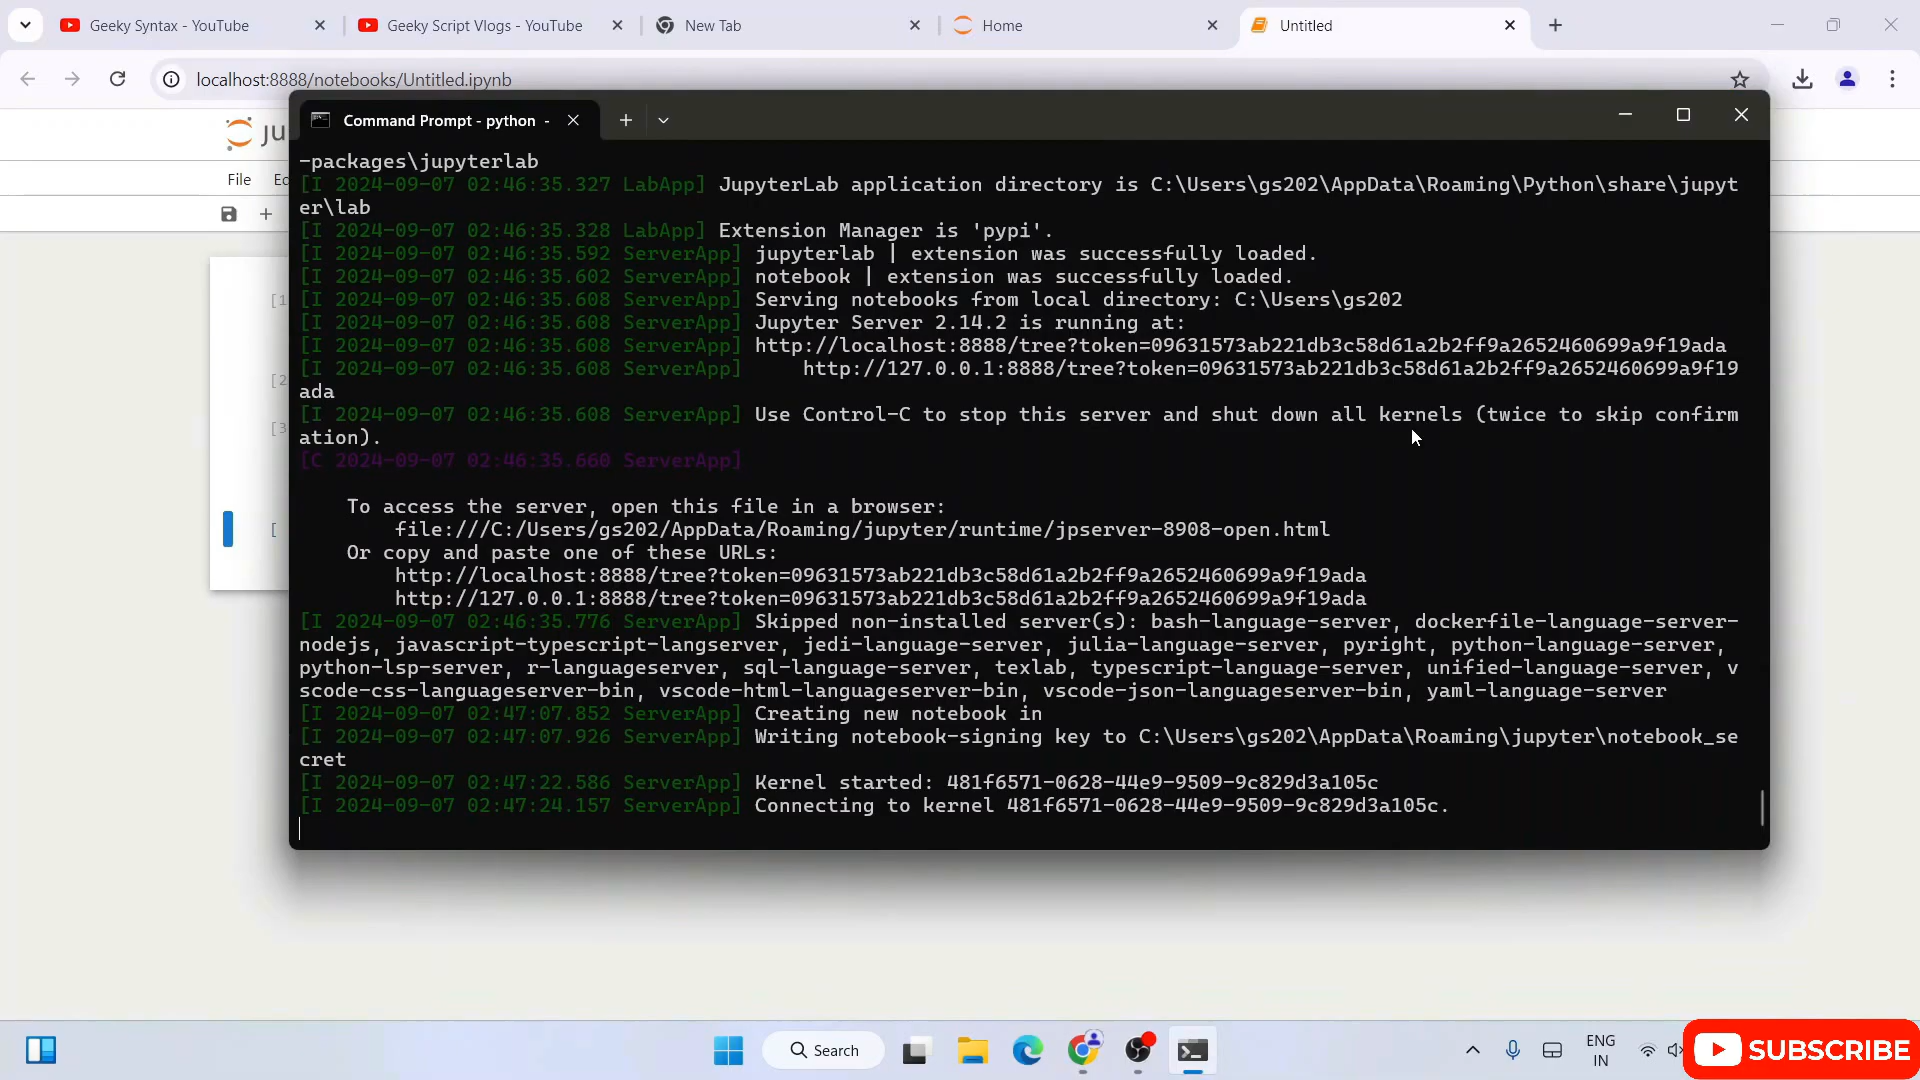 Geeky Syntax - YouTube
Geeky Script Vlogs - YouTube
New Tab
Home
Untitled
localhost:8888/notebooks/Untitled.ipynb
Command Prompt - python -
File
-packages\jupyterlab
[I 2024-09-07 02:46:35.327 LabApp] JupyterLab application directory is C:\Users\gs202\AppData\Roaming\Python\share\jupyt
er\lab
[I 2024-09-07 02:46:35.328 LabApp] Extension Manager is 'pypi'.
[I 2024-09-07 02:46:35.592 ServerApp] jupyterlab | extension was successfully loaded.
[I 2024-09-07 02:46:35.602 ServerApp] notebook | extension was successfully loaded.
[I 2024-09-07 02:46:35.608 ServerApp] Serving notebooks from local directory: C:\Users\gs202
[I 2024-09-07 02:46:35.608 ServerApp] Jupyter Server 2.14.2 is running at:
[I 2024-09-07 02:46:35.608 ServerApp] http://localhost:8888/tree?token=09631573ab221db3c58d61a2b2ff9a2652460699a9f19ada
[I 2024-09-07 02:46:35.608 ServerApp]     http://127.0.0.1:8888/tree?token=09631573ab221db3c58d61a2b2ff9a2652460699a9f19
ada
[I 2024-09-07 02:46:35.608 ServerApp] Use Control-C to stop this server and shut down all kernels (twice to skip confirm
ation).
[C 2024-09-07 02:46:35.660 ServerApp]
To access the server, open this file in a browser:
file:///C:/Users/gs202/AppData/Roaming/jupyter/runtime/jpserver-8908-open.html
Or copy and paste one of these URLs:
http://localhost:8888/tree?token=09631573ab221db3c58d61a2b2ff9a2652460699a9f19ada
http://127.0.0.1:8888/tree?token=09631573ab221db3c58d61a2b2ff9a2652460699a9f19ada
[I 2024-09-07 02:46:35.776 ServerApp] Skipped non-installed server(s): bash-language-server, dockerfile-language-server-
nodejs, javascript-typescript-langserver, jedi-language-server, julia-language-server, pyright, python-language-server,
python-lsp-server, r-languageserver, sql-language-server, texlab, typescript-language-server, unified-language-server, v
scode-css-languageserver-bin, vscode-html-languageserver-bin, vscode-json-languageserver-bin, yaml-language-server
[I 2024-09-07 02:47:07.852 ServerApp] Creating new notebook in
[I 2024-09-07 02:47:07.926 ServerApp] Writing notebook-signing key to C:\Users\gs202\AppData\Roaming\jupyter\notebook_se
cret
[I 2024-09-07 02:47:22.586 ServerApp] Kernel started: 481f6571-0628-44e9-9509-9c829d3a105c
[I 2024-09-07 02:47:24.157 ServerApp] Connecting to kernel 481f6571-0628-44e9-9509-9c829d3a105c.
Search
ENG
IN
SUBSCRIBE